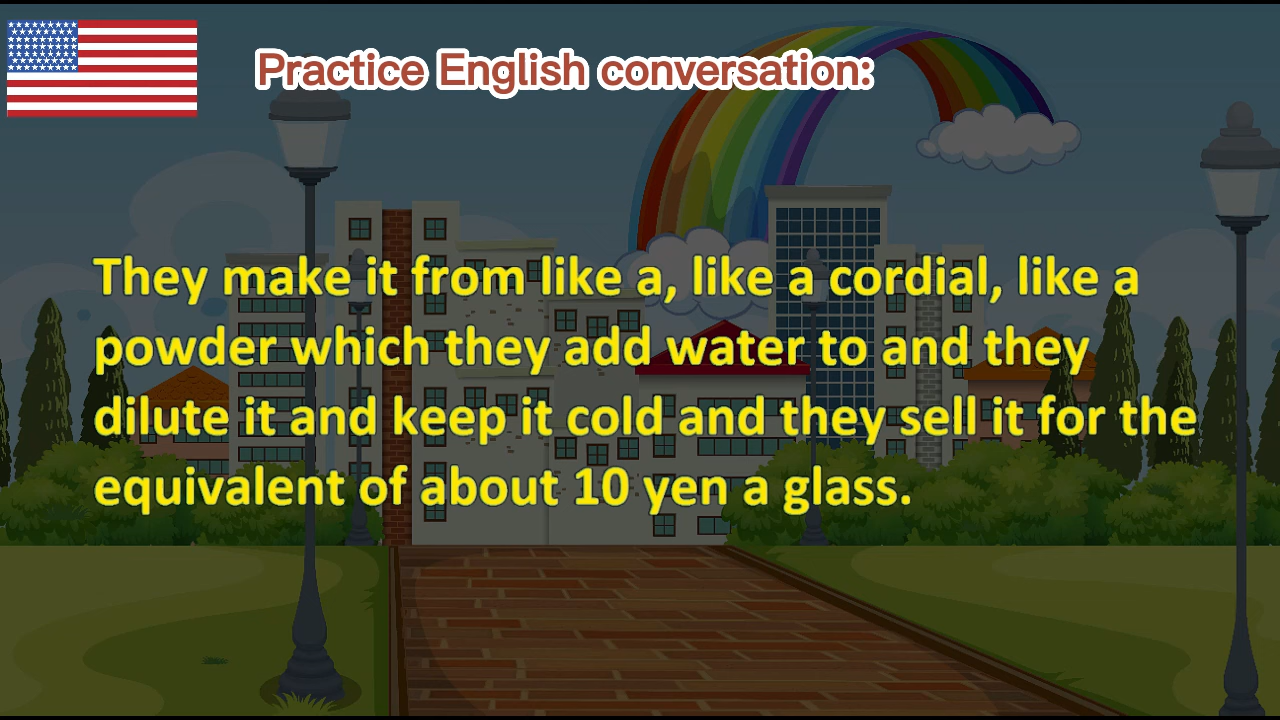 Practice English conversation:
They make it from like a, like a cordial, like a
powder which they add water to and they
dilute it and keep it cold and they sell it for the
equivalent of about 10 yen a glass.